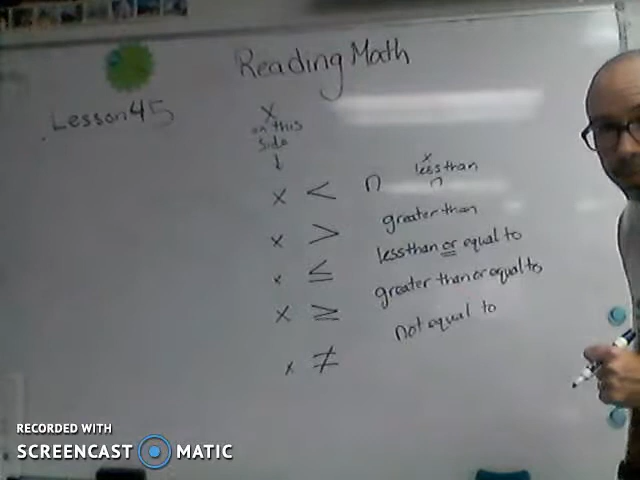 Reading Math
Lesson 45
x
on this
side
↓
x < n x less than n
x > greater than
x ≤ less than or equal to
x ≥ greater than or equal to
x ≠ not equal to
RECORDED WITH
SCREENCAST MATIC